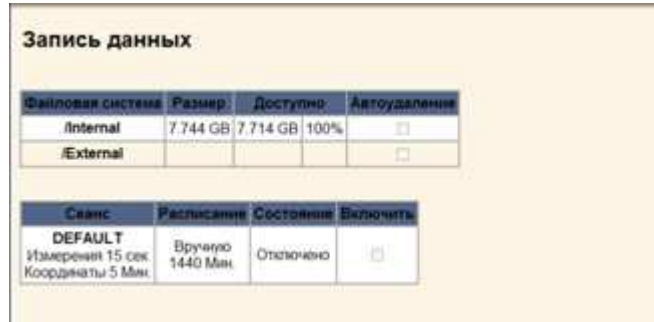 Запись данных
Файловая система Размер Доступно Автоудаление
/Internal 7.744 GB 7.714 GB 100%
/External
Сеанс Расписание Состояние Включить
DEFAULT
Измерения 15 сек
Координаты 5 Мин.
Вручную
1440 Мин.
Отключено